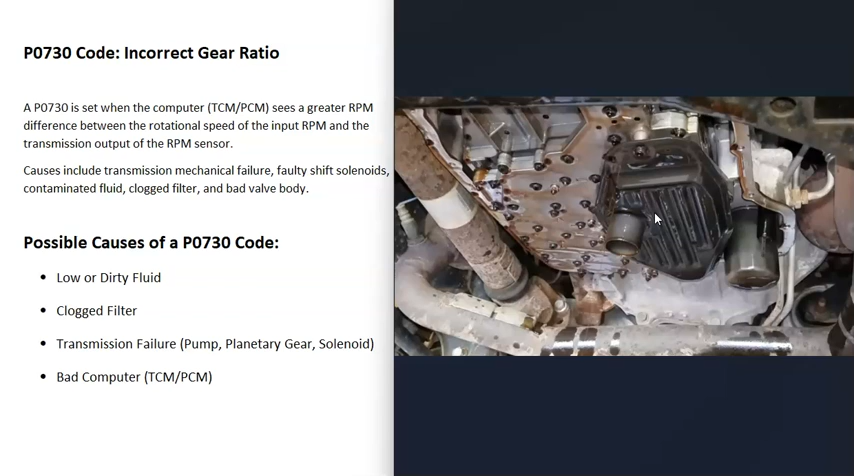 P0730 Code: Incorrect Gear Ratio
A P0730 is set when the computer (TCM/PCM) sees a greater RPM
difference between the rotational speed of the input RPM and the
transmission output of the RPM sensor.
Causes include transmission mechanical failure, faulty shift solenoids,
contaminated fluid, clogged filter, and bad valve body.
Possible Causes of a P0730 Code:
• Low or Dirty Fluid
• Clogged Filter
• Transmission Failure (Pump, Planetary Gear, Solenoid)
• Bad Computer (TCM/PCM)